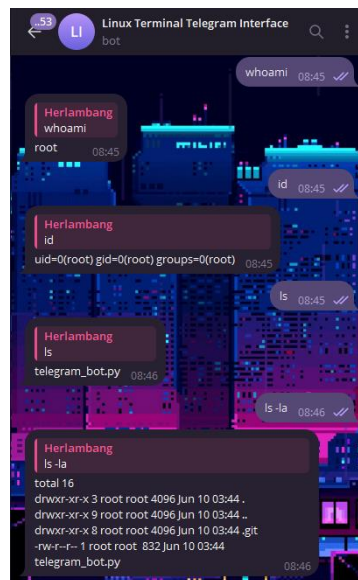 ..53
LI
Linux Terminal Telegram Interface
bot
whoami 08:45
Herlambang
whoami
root 08:45
id 08:45
Herlambang
id
uid=0(root) gid=0(root) groups=0(root) 08:45
ls 08:45
Herlambang
ls
telegram_bot.py 08:46
ls -la 08:46
Herlambang
ls -la
total 16
drwxr-xr-x 3 root root 4096 Jun 10 03:44 .
drwxr-xr-x 9 root root 4096 Jun 10 03:44 ..
drwxr-xr-x 8 root root 4096 Jun 10 03:44 .git
-rw-r--r-- 1 root root 832 Jun 10 03:44
telegram_bot.py 08:46